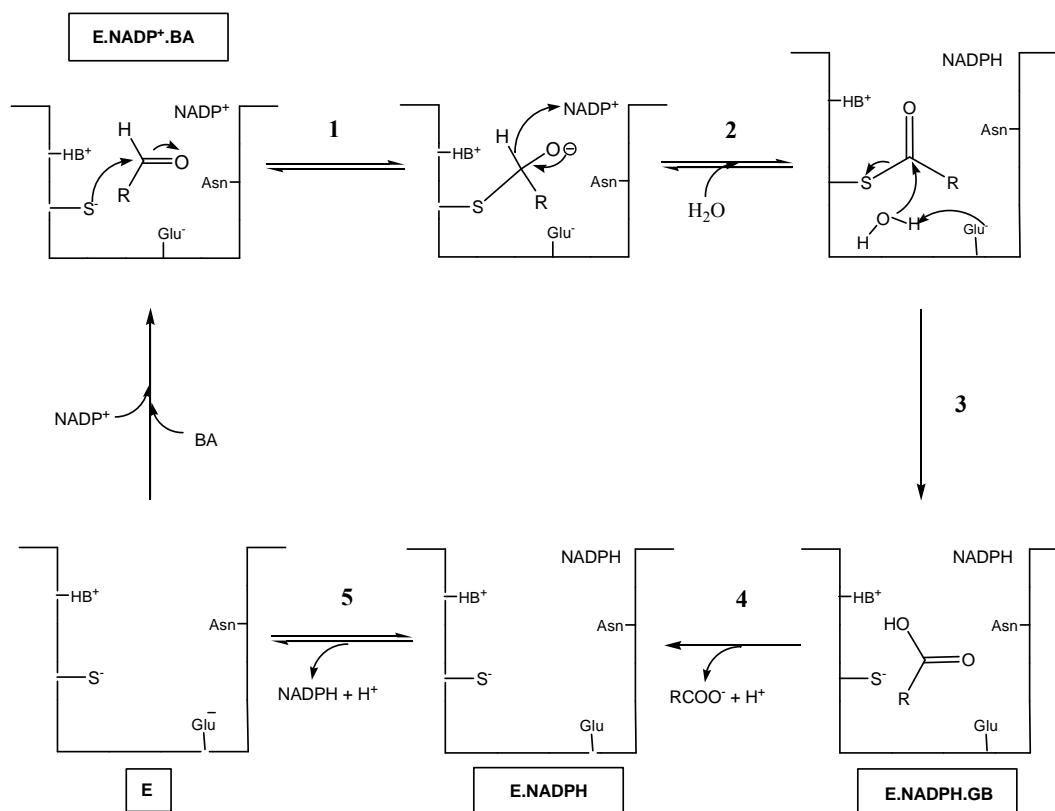 E.NADP⁺.BA
NADP⁺
H
O
HB⁺
R
S⁻
Asn
Glu⁻
1
NADP⁺
H
O⊖
HB⁺
R
S
Asn
Glu⁻
2
H₂O
NADPH
O
HB⁺
Asn
S
R
O
H
H
Glu⁻
NADP⁺
BA
3
HB⁺
Asn
S⁻
Glu⁻
E
5
NADPH + H⁺
NADPH
HB⁺
Asn
S⁻
Glu
E.NADPH
4
RCOO⁻ + H⁺
NADPH
HB⁺
HO
Asn
O
S⁻
R
Glu
E.NADPH.GB